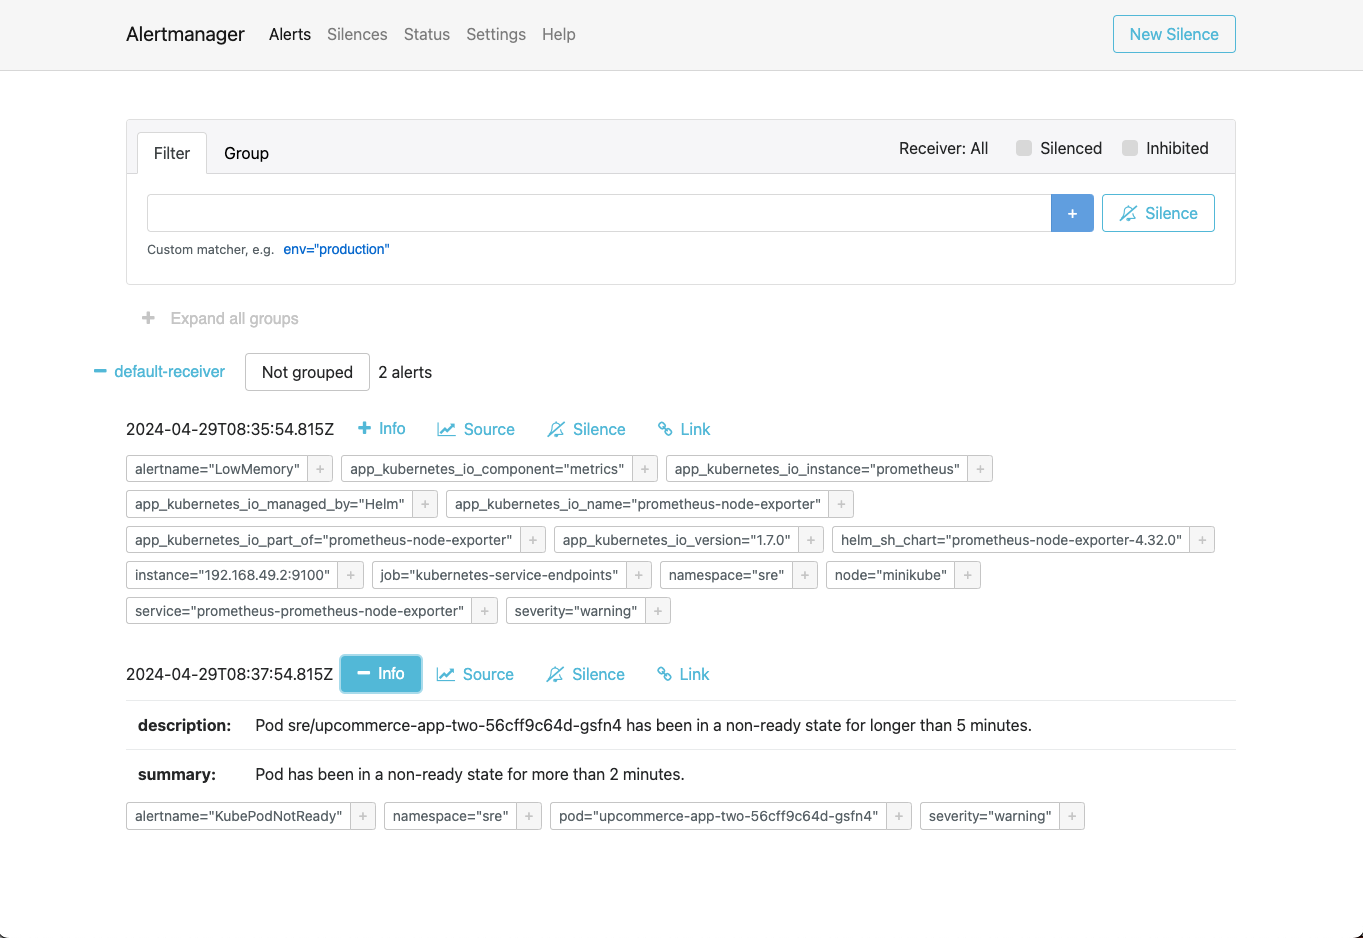 Alertmanager Alerts Silences Status Settings Help New Silence
Filter Group Receiver: All Silenced Inhibited
+ Silence
Custom matcher, e.g. env="production"
+ Expand all groups
− default-receiver Not grouped 2 alerts
2024-04-29T08:35:54.815Z + Info Source Silence Link
alertname="LowMemory" + app_kubernetes_io_component="metrics" + app_kubernetes_io_instance="prometheus" +
app_kubernetes_io_managed_by="Helm" + app_kubernetes_io_name="prometheus-node-exporter" +
app_kubernetes_io_part_of="prometheus-node-exporter" + app_kubernetes_io_version="1.7.0" + helm_sh_chart="prometheus-node-exporter-4.32.0" +
instance="192.168.49.2:9100" + job="kubernetes-service-endpoints" + namespace="sre" + node="minikube" +
service="prometheus-prometheus-node-exporter" + severity="warning" +
2024-04-29T08:37:54.815Z − Info Source Silence Link
description: Pod sre/upcommerce-app-two-56cff9c64d-gsfn4 has been in a non-ready state for longer than 5 minutes.
summary: Pod has been in a non-ready state for more than 2 minutes.
alertname="KubePodNotReady" + namespace="sre" + pod="upcommerce-app-two-56cff9c64d-gsfn4" + severity="warning" +